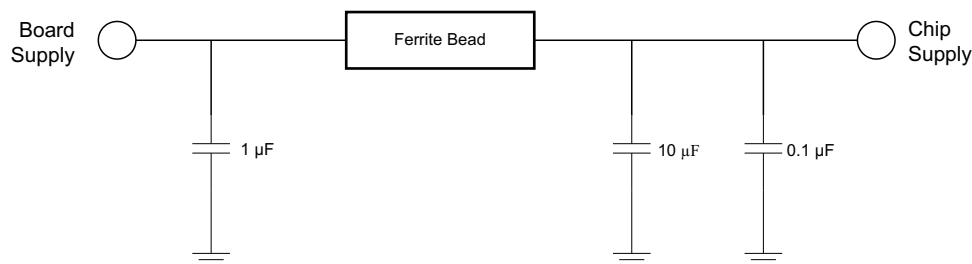 Board
Supply
Ferrite Bead
Chip
Supply
1 µF
10 µF
0.1 µF